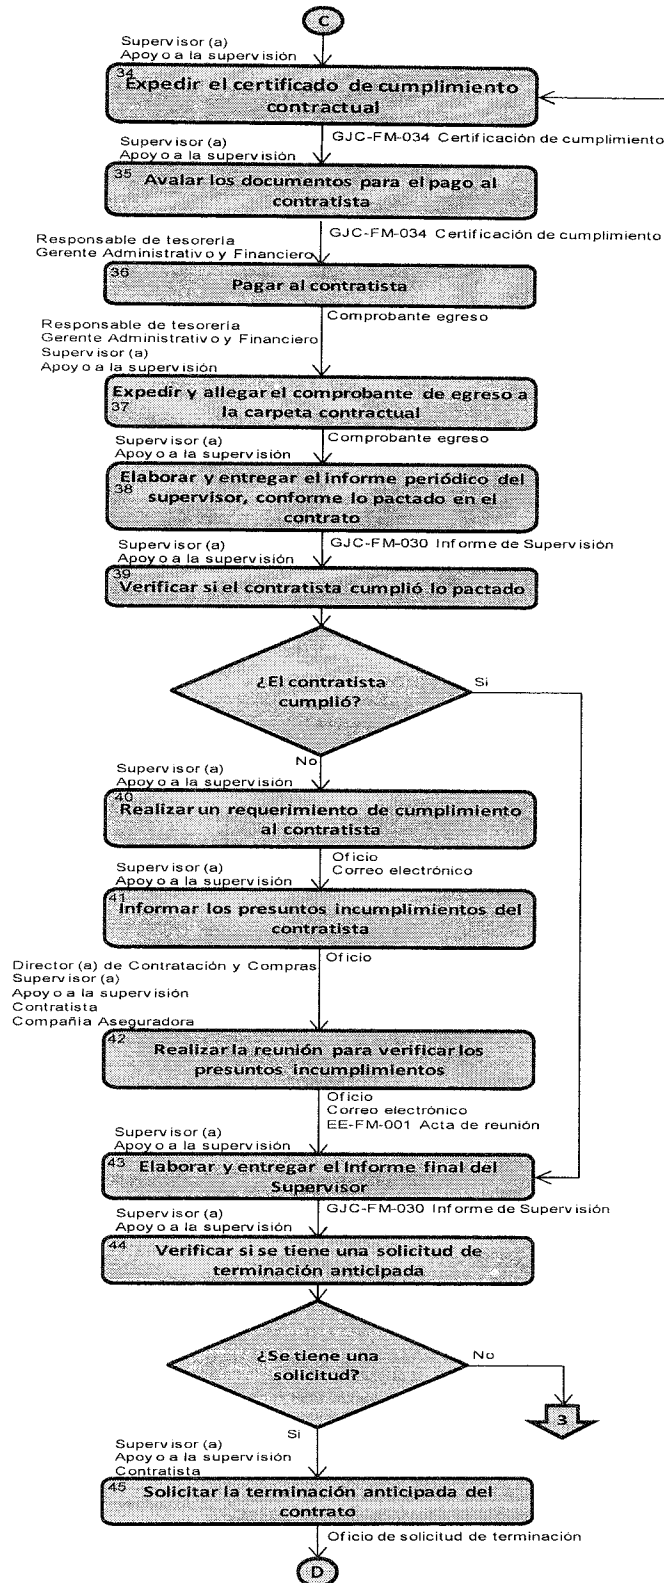 C
Supervisor (a)
Apoyo a la supervisión
34
Expedir el certificado de cumplimiento
contractual
GJC-FM-034 Certificación de cumplimiento
Supervisor (a)
Apoyo a la supervisión
35
Avalar los documentos para el pago al
contratista
GJC-FM-034 Certificación de cumplimiento
Responsable de tesorería
Gerente Administrativo y Financiero
36
Pagar al contratista
Comprobante egreso
Responsable de tesorería
Gerente Administrativo y Financiero
Supervisor (a)
Apoyo a la supervisión
Expedir y allegar el comprobante de egreso a
37
la carpeta contractual
Comprobante egreso
Supervisor (a)
Apoyo a la supervisión
Elaborar y entregar el informe periódico del
38
supervisor, conforme lo pactado en el
contrato
GJC-FM-030 Informe de Supervisión
Supervisor (a)
Apoyo a la supervisión
39
Verificar si el contratista cumplió lo pactado
¿El contratista
cumplió?
Si
No
Supervisor (a)
Apoyo a la supervisión
40
Realizar un requerimiento de cumplimiento
al contratista
Oficio
Correo electrónico
Supervisor (a)
Apoyo a la supervisión
41
Informar los presuntos incumplimientos del
contratista
Oficio
Director (a) de Contratación y Compras
Supervisor (a)
Apoyo a la supervisión
Contratista
Compañía Aseguradora
42
Realizar la reunión para verificar los
presuntos incumplimientos
Oficio
Correo electrónico
EE-FM-001 Acta de reunión
Supervisor (a)
Apoyo a la supervisión
43
Elaborar y entregar el Informe final del
Supervisor
GJC-FM-030 Informe de Supervisión
Supervisor (a)
Apoyo a la supervisión
44
Verificar si se tiene una solicitud de
terminación anticipada
¿Se tiene una
solicitud?
No
3
Si
Supervisor (a)
Apoyo a la supervisión
Contratista
45
Solicitar la terminación anticipada del
contrato
Oficio de solicitud de terminación
D